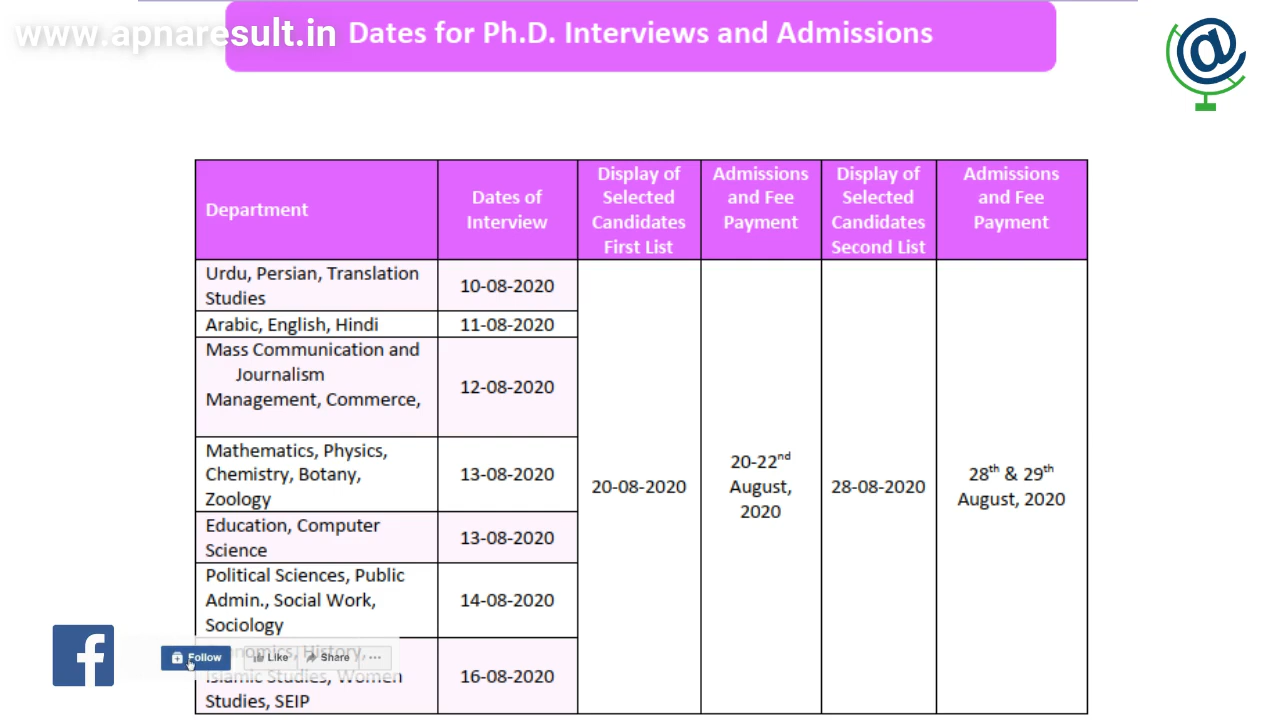 www.apnaresult.in
Dates for Ph.D. Interviews and Admissions
Department
Dates of
Interview
Display of
Selected
Candidates
First List
Admissions
and Fee
Payment
Display of
Selected
Candidates
Second List
Admissions
and Fee
Payment
Urdu, Persian, Translation
Studies
10-08-2020
Arabic, English, Hindi
11-08-2020
Mass Communication and
Journalism
Management, Commerce,
12-08-2020
Mathematics, Physics,
Chemistry, Botany,
Zoology
13-08-2020
Education, Computer
Science
13-08-2020
Political Sciences, Public
Admin., Social Work,
Sociology
14-08-2020
History,
Islamic Studies, Women
Studies, SEIP
16-08-2020
20-08-2020
20-22nd
August,
2020
28-08-2020
28th & 29th
August, 2020
f
Follow
Like
Share
@